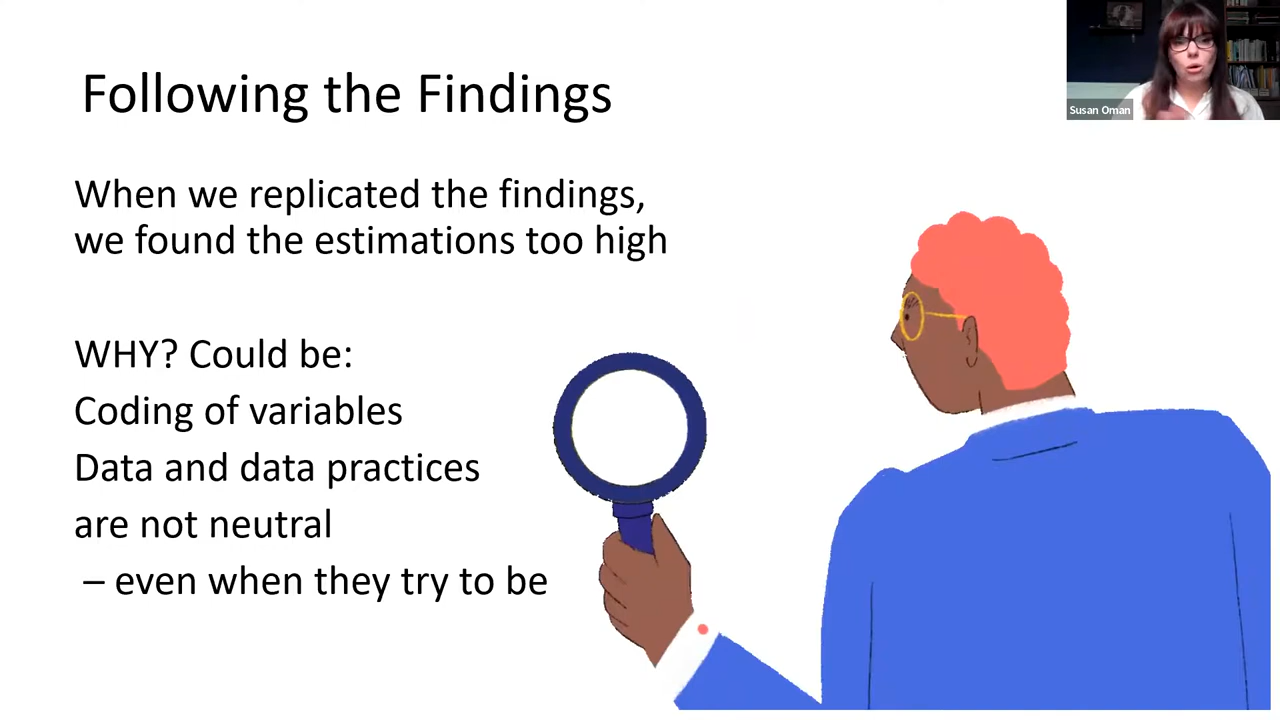 Following the Findings
Susan Oman
When we replicated the findings,
we found the estimations too high
WHY? Could be:
Coding of variables
Data and data practices
are not neutral
– even when they try to be